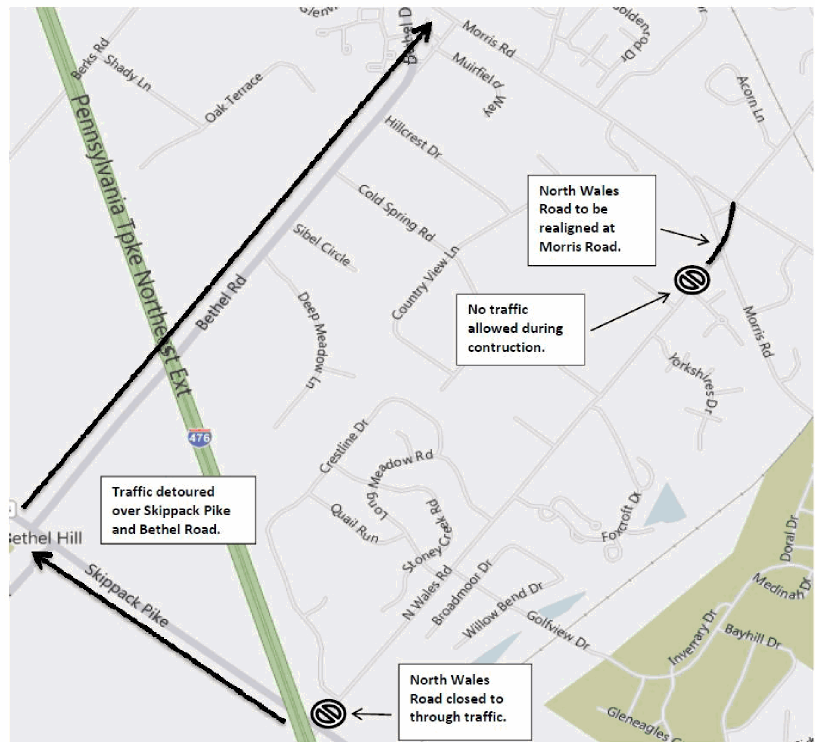 Glenv
Bethel D
Morris Rd
Goldenrod Dr
Berks Rd
Shady Ln
Muirfield Way
Oak Terrace
Acorn Ln
Pennsylvania Tpke Northeast Ext
Hillcrest Dr
Cold Spring Rd
North Wales
Road to be
realigned at
Morris Road.
Sibel Circle
Country View Ln
Bethel Rd
Deep Meadow Ln
No traffic
allowed during
contruction.
Morris Rd
Yorkshires Dr
476
Crestline Dr
Long Meadow Rd
Traffic detoured
over Skippack Pike
and Bethel Road.
Quail Run
Stoney Creek Rd
Foxcroft Dr
Bethel Hill
Doral Dr
Skippack Pike
N Wales Rd
Broadmoor Dr
Willow Bend Dr
Medinah Dr
Golfview Dr
Inverrary Dr
Bayhill Dr
North Wales
Road closed to
through traffic.
Gleneagles